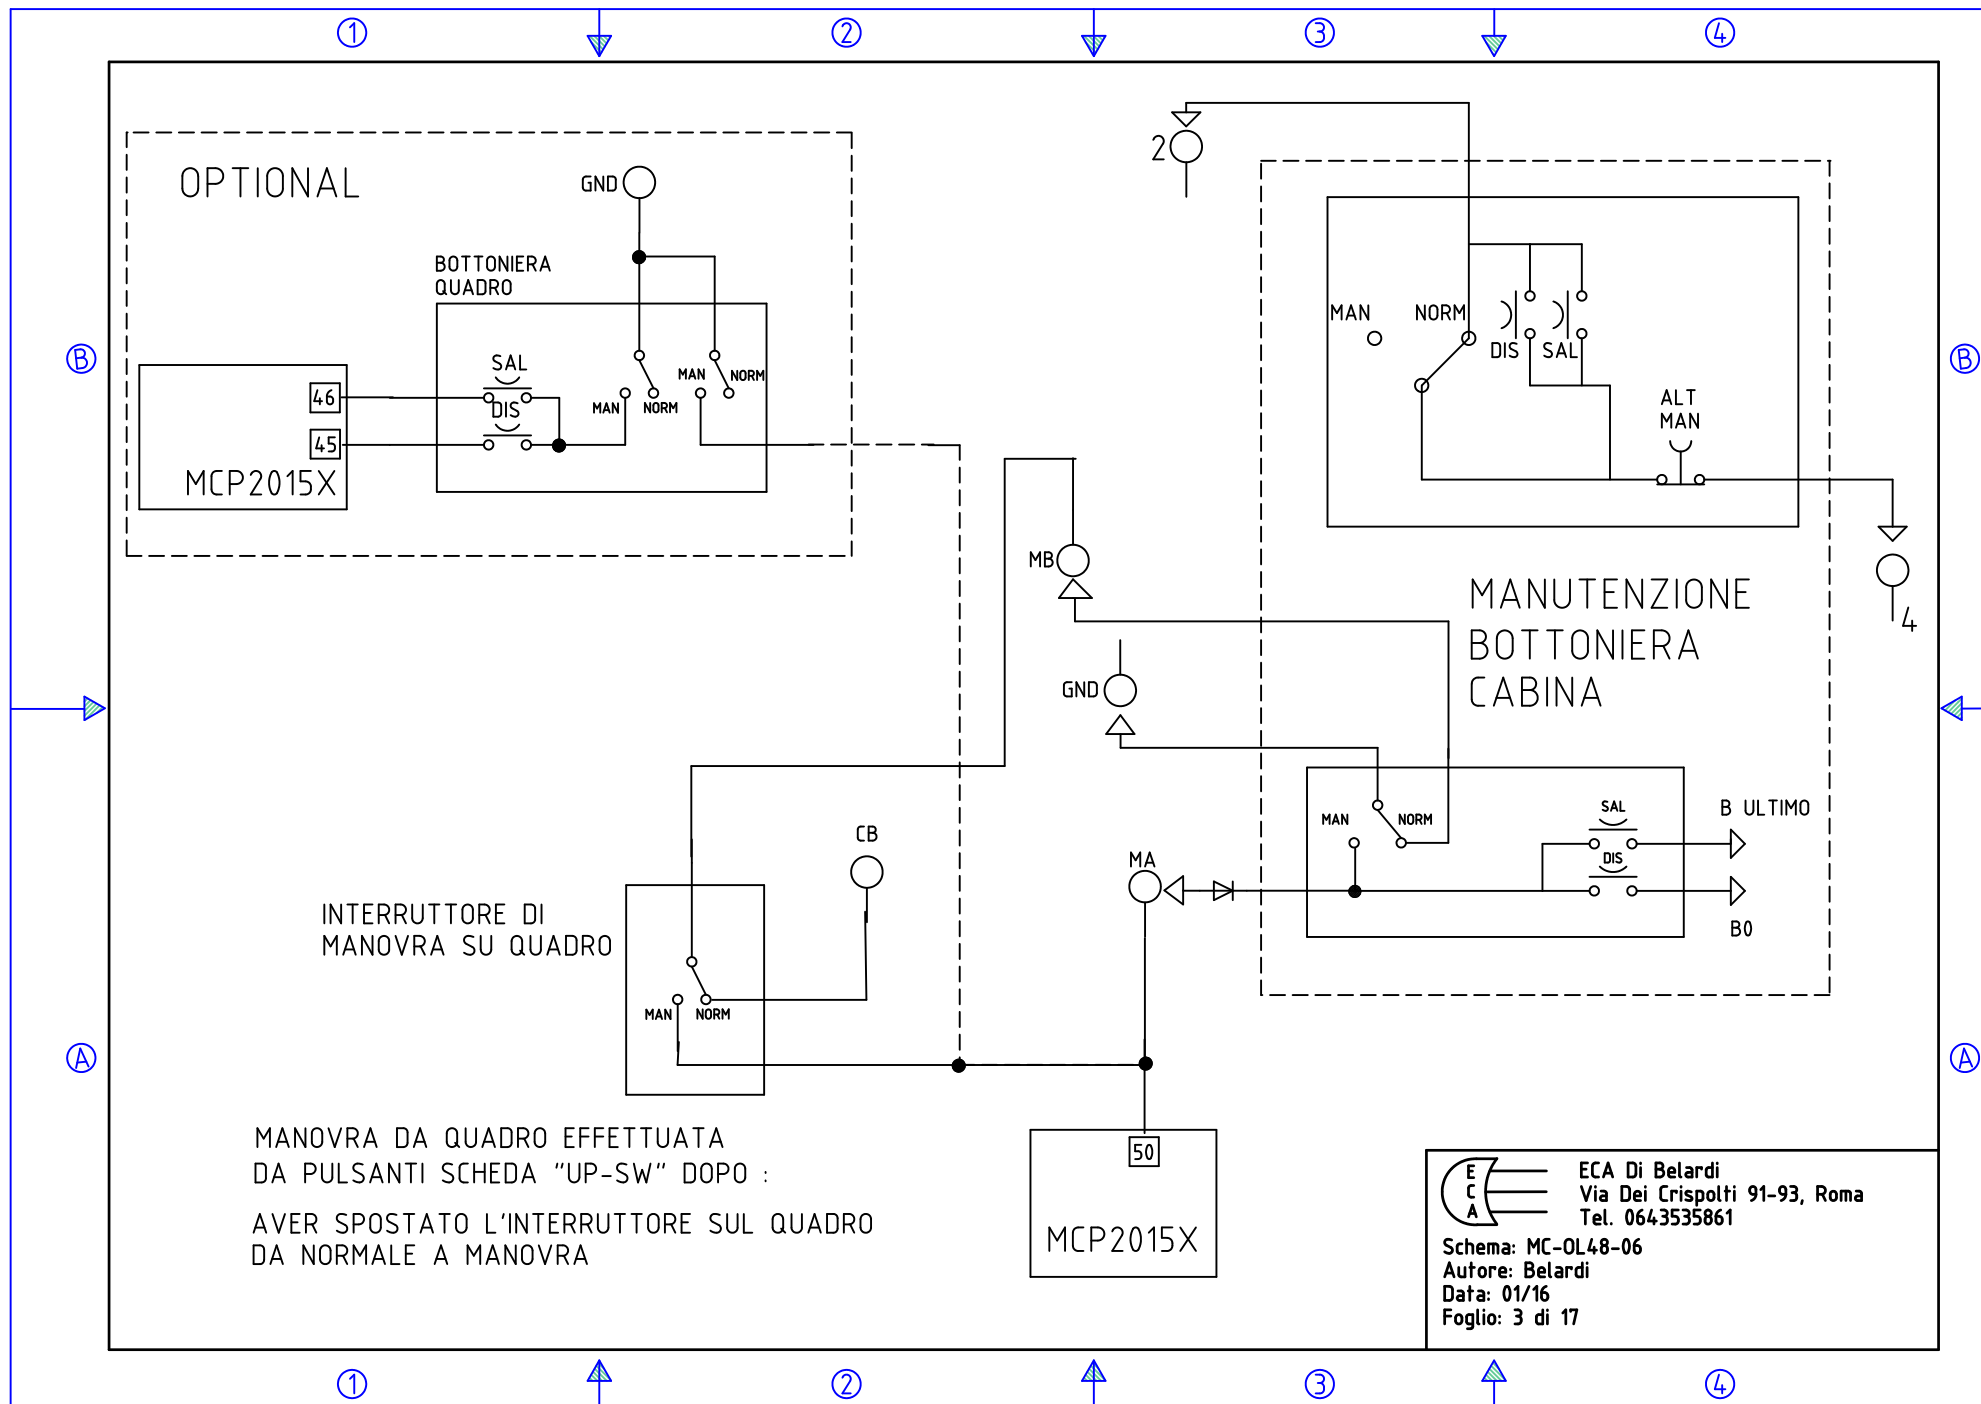 1
2
3
4
OPTIONAL
GND
BOTTONIERA
QUADRO
SAL
DIS
46
45
MCP2015X
MAN
NORM
MAN
NORM
2
MAN
NORM
DIS
SAL
ALT
MAN
4
MANUTENZIONE
BOTTONIERA
CABINA
B
B
MB
GND
MAN
NORM
SAL
DIS
B ULTIMO
B0
MA
CB
INTERRUTTORE DI
MANOVRA SU QUADRO
MAN
NORM
A
A
MANOVRA DA QUADRO EFFETTUATA
DA PULSANTI SCHEDA "UP-SW" DOPO :
AVER SPOSTATO L'INTERRUTTORE SUL QUADRO
DA NORMALE A MANOVRA
50
MCP2015X
E
C
A
ECA Di Belardi
Via Dei Crispolti 91-93, Roma
Tel. 0643535861
Schema: MC-OL48-06
Autore: Belardi
Data: 01/16
Foglio: 3 di 17
1
2
3
4